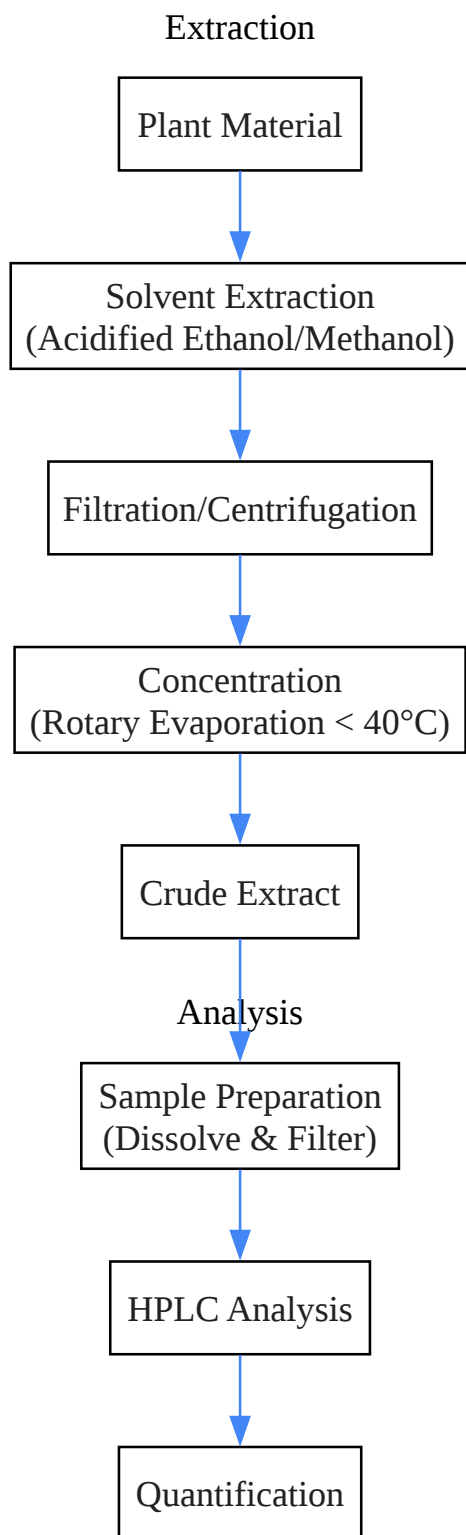 Extraction
Plant Material
Solvent Extraction
(Acidified Ethanol/Methanol)
Filtration/Centrifugation
Concentration
(Rotary Evaporation < 40°C)
Crude Extract
Analysis
Sample Preparation
(Dissolve & Filter)
HPLC Analysis
Quantification